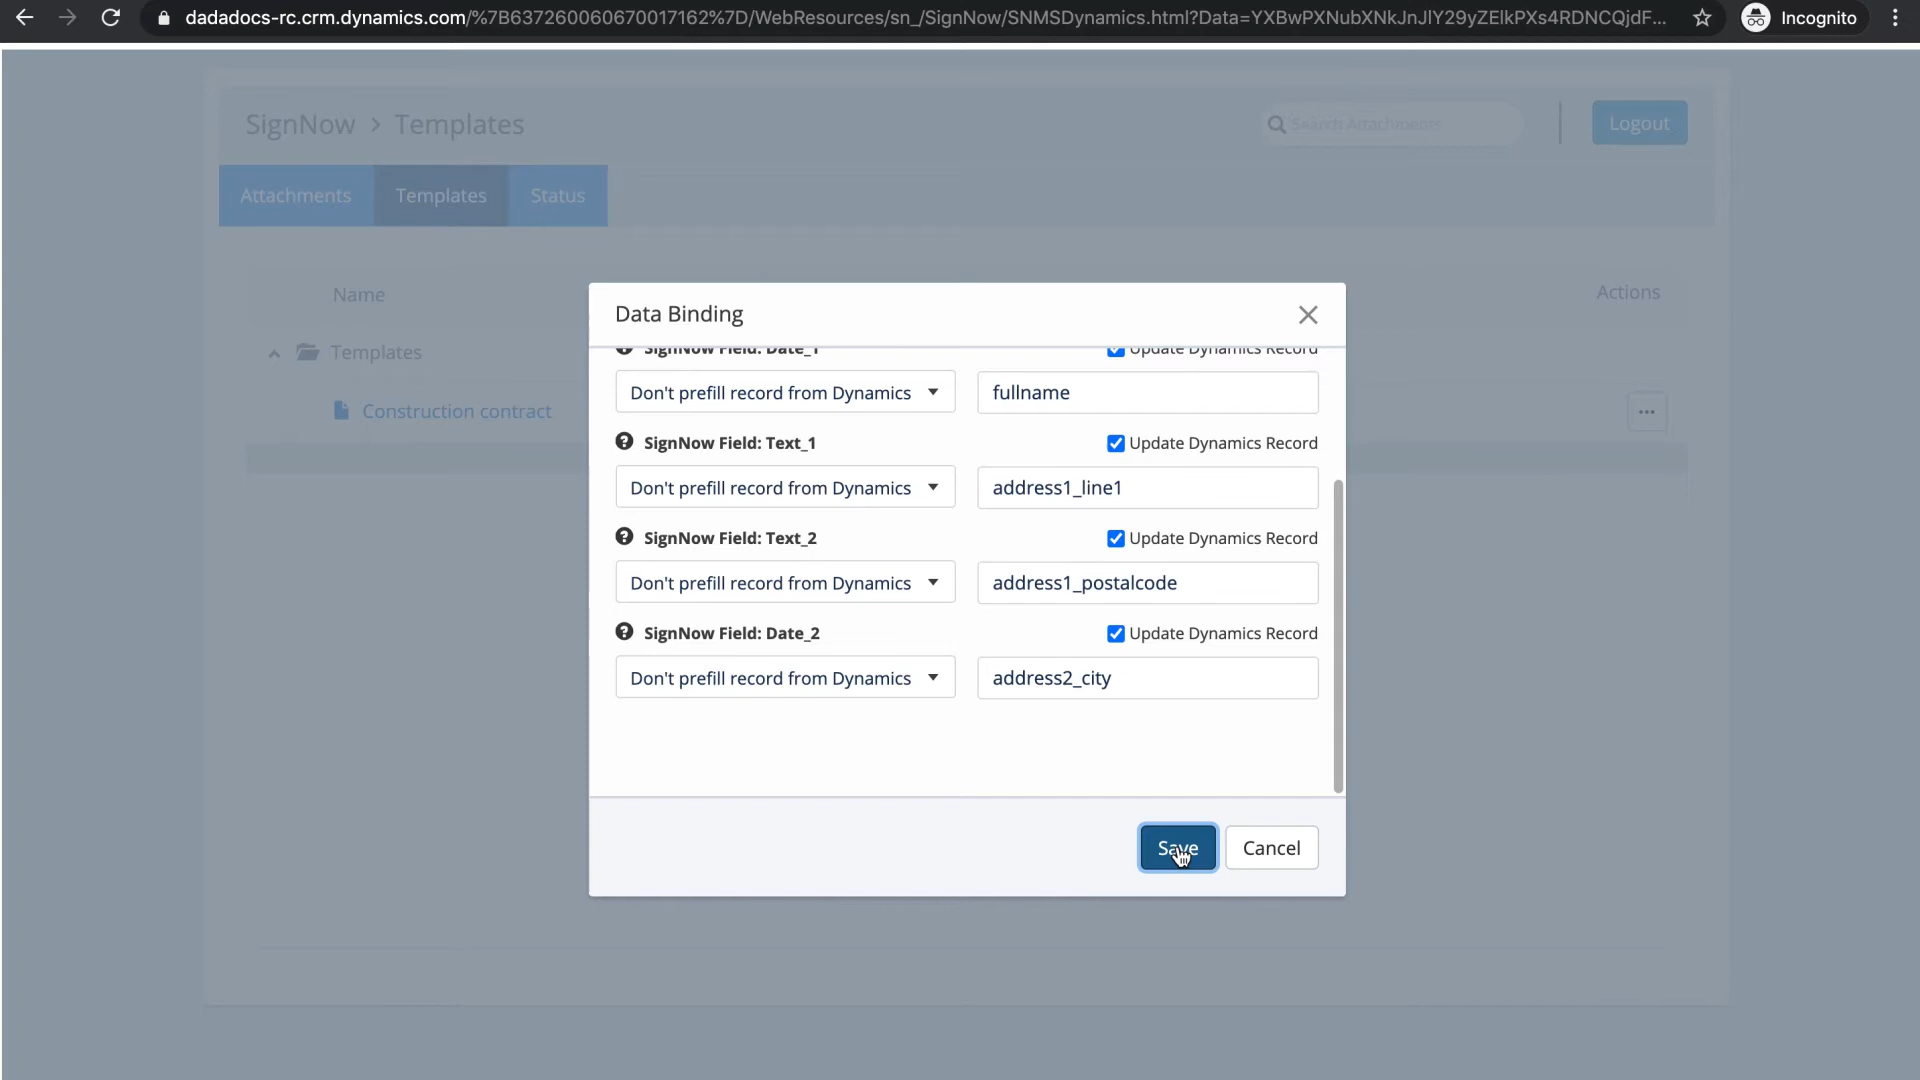 dadadocs-rc.crm.dynamics.com/%7B637260060670017162%7D/WebResources/sn_/SignNow/SNMSDynamics.html?Data=YXBwPXNubXNkJnJlY29yZElkPXs4RDNCQjdF...
Incognito
SignNow > Templates
Search Attachments
Logout
Attachments
Templates
Status
Name
Actions
Templates
Construction contract
Data Binding
SignNow Field: Date_1
Update Dynamics Record
Don't prefill record from Dynamics
fullname
SignNow Field: Text_1
Update Dynamics Record
Don't prefill record from Dynamics
address1_line1
SignNow Field: Text_2
Update Dynamics Record
Don't prefill record from Dynamics
address1_postalcode
SignNow Field: Date_2
Update Dynamics Record
Don't prefill record from Dynamics
address2_city
Save
Cancel